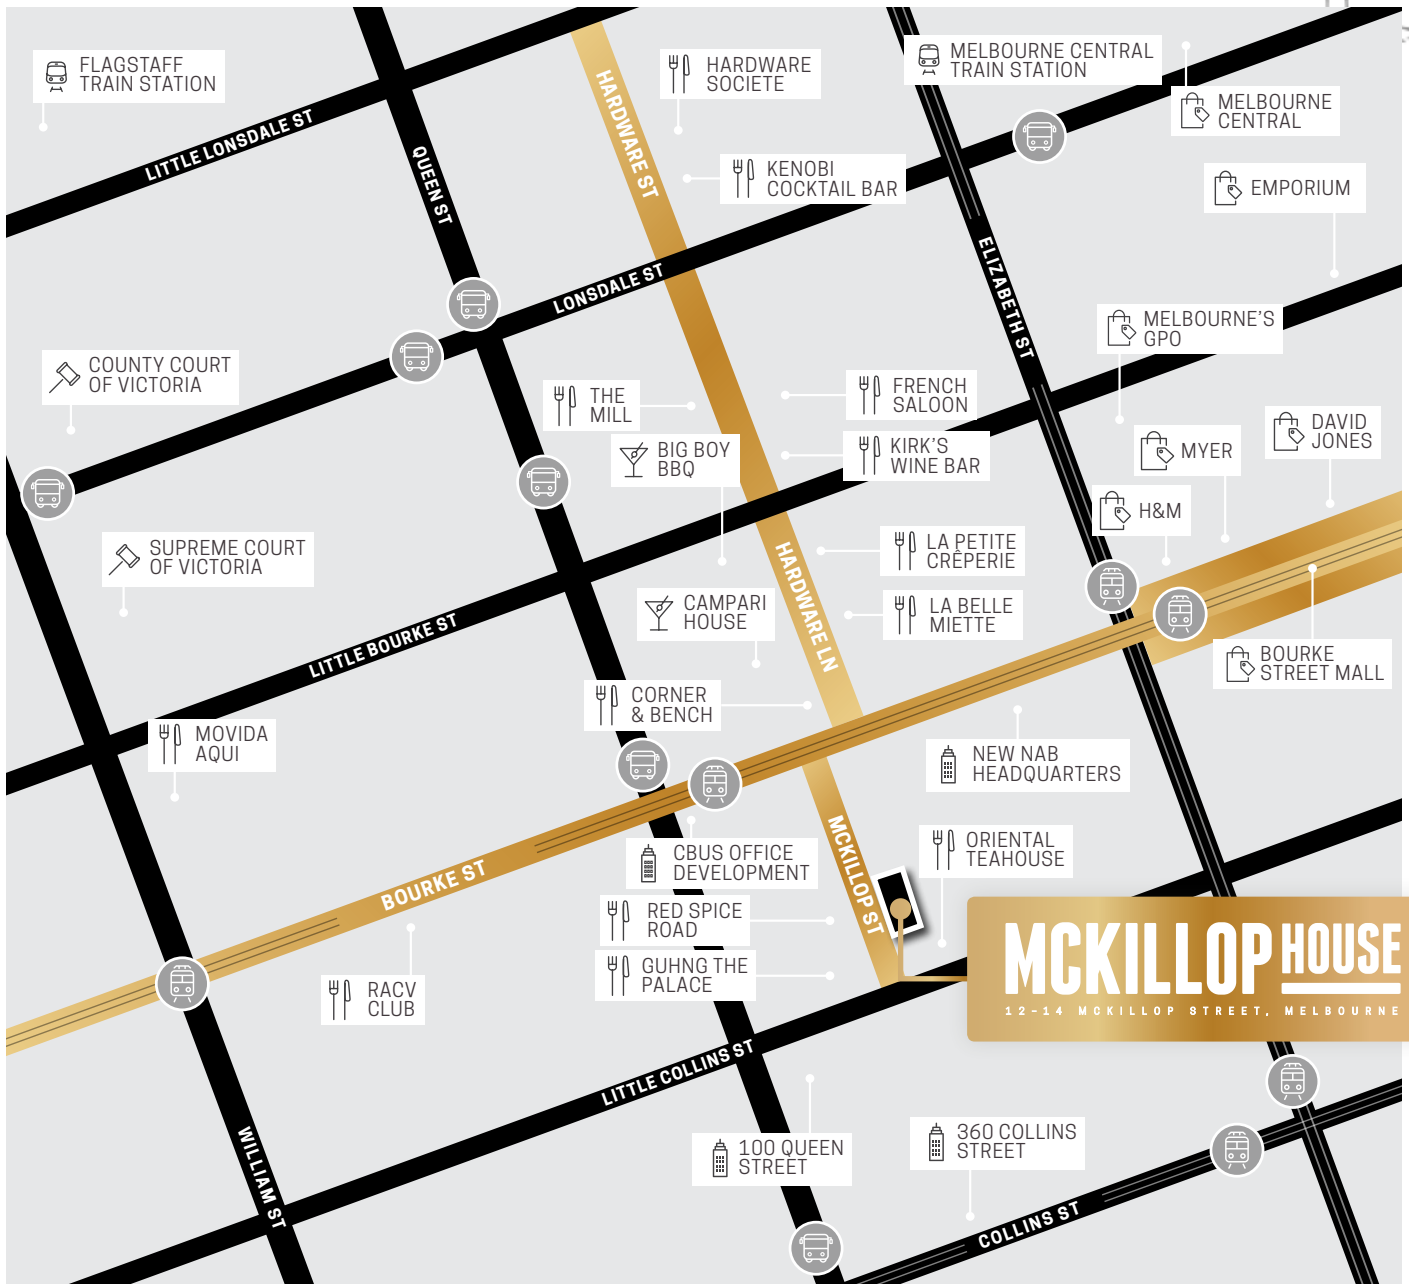 FLAGSTAFF
TRAIN STATION
HARDWARE
SOCIETE
MELBOURNE CENTRAL
TRAIN STATION
MELBOURNE
CENTRAL
LITTLE LONSDALE ST
QUEEN ST
HARDWARE ST
KENOBI
COCKTAIL BAR
EMPORIUM
LONSDALE ST
ELIZABETH ST
MELBOURNE'S
GPO
COUNTY COURT
OF VICTORIA
THE
MILL
FRENCH
SALOON
BIG BOY
BBQ
KIRK'S
WINE BAR
MYER
DAVID
JONES
H&M
SUPREME COURT
OF VICTORIA
HARDWARE LN
LA PETITE
CRÊPERIE
CAMPARI
HOUSE
LA BELLE
MIETTE
LITTLE BOURKE ST
BOURKE
STREET MALL
CORNER
& BENCH
MOVIDA
AQUI
NEW NAB
HEADQUARTERS
MCKILLOP ST
CBUS OFFICE
DEVELOPMENT
ORIENTAL
TEAHOUSE
BOURKE ST
RED SPICE
ROAD
GUHNG THE
PALACE
RACV
CLUB
MCKILLOP HOUSE
12-14 MCKILLOP STREET, MELBOURNE
LITTLE COLLINS ST
WILLIAM ST
100 QUEEN
STREET
360 COLLINS
STREET
COLLINS ST